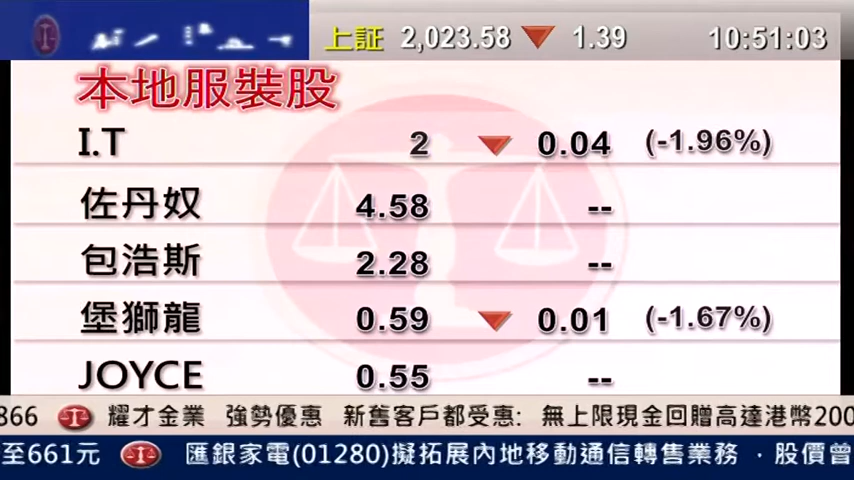 上証 2,023.58 ▼ 1.39 10:51:03
本地服裝股
I.T 2 ▼ 0.04 (-1.96%)
佐丹奴 4.58 --
包浩斯 2.28 --
堡獅龍 0.59 ▼ 0.01 (-1.67%)
JOYCE 0.55 --
866 耀才金業 強勢優惠 新舊客戶都受惠: 無上限現金回贈高達港幣200
至661元 匯銀家電(01280)擬拓展內地移動通信轉售業務 ‧股價曾